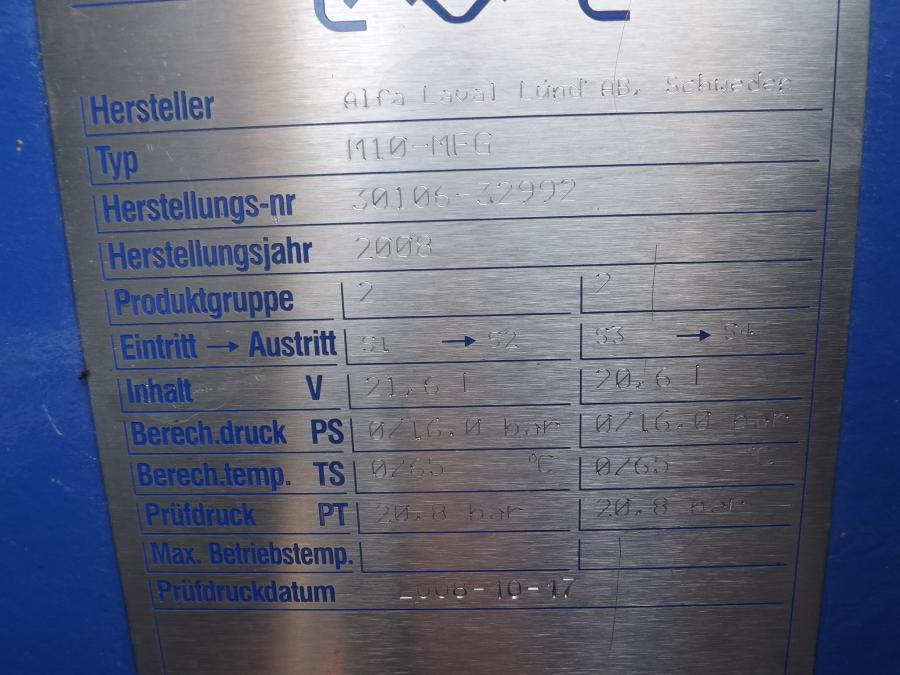 Hersteller Alfa Laval Lund AB, Schweden
Typ M10-MFG
Herstellungs-nr 30106-32992
Herstellungsjahr 2008
Produktgruppe 2 2
Eintritt → Austritt S1 → S2 S3 → S4
Inhalt V 21,6 l 20,6 l
Berech.druck PS 0/16,0 bar 0/16,0 bar
Berech.temp. TS 0/65 °C 0/65 °C
Prüfdruck PT 20,8 bar 20,8 bar
Max. Betriebstemp.
Prüfdruckdatum 2008-10-17